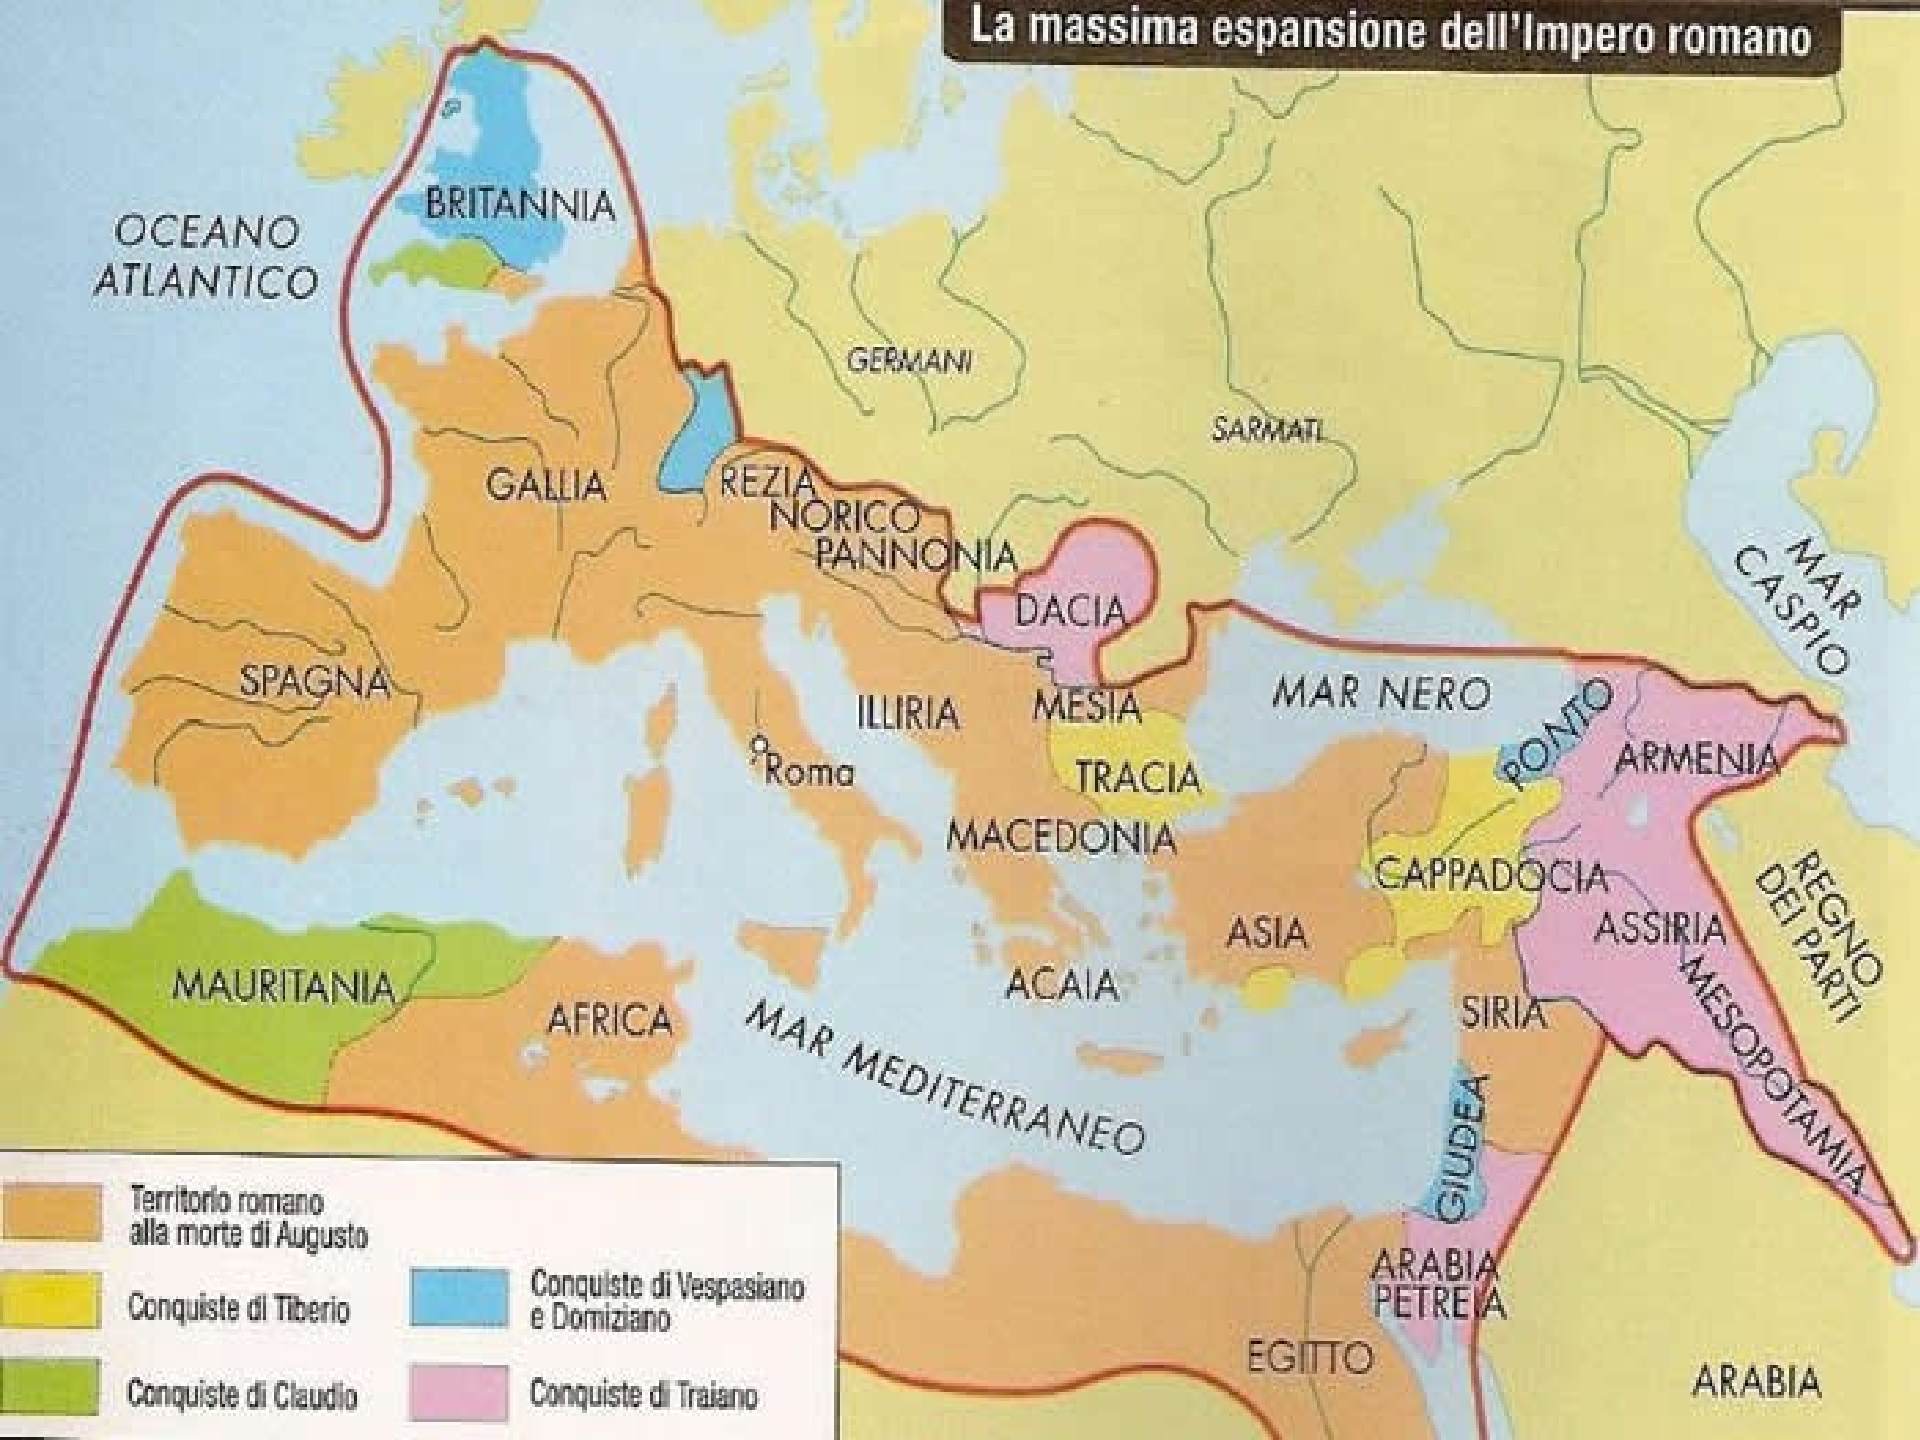 La massima espansione dell'Impero romano
BRITANNIA
OCEANO
ATLANTICO
GERMANI
SARMATI
GALLIA
REZIA
NORICO
PANNONIA
DACIA
MAR
CASPIO
SPAGNA
ILLIRIA
MESIA
MAR NERO
PONTO
ARMENIA
Roma
TRACIA
MACEDONIA
CAPPADOCIA
REGNO
DEI PARTI
ASIA
ASSIRIA
MAURITANIA
AFRICA
ACAIA
SIRIA
MESOPOTAMIA
MAR MEDITERRANEO
GIUDEA
ARABIA
PETREIA
EGITTO
ARABIA
Territorio romano
alla morte di Augusto
Conquiste di Tiberio
Conquiste di Claudio
Conquiste di Vespasiano
e Domiziano
Conquiste di Traiano